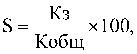 S = Кз / Кобщ ×100,